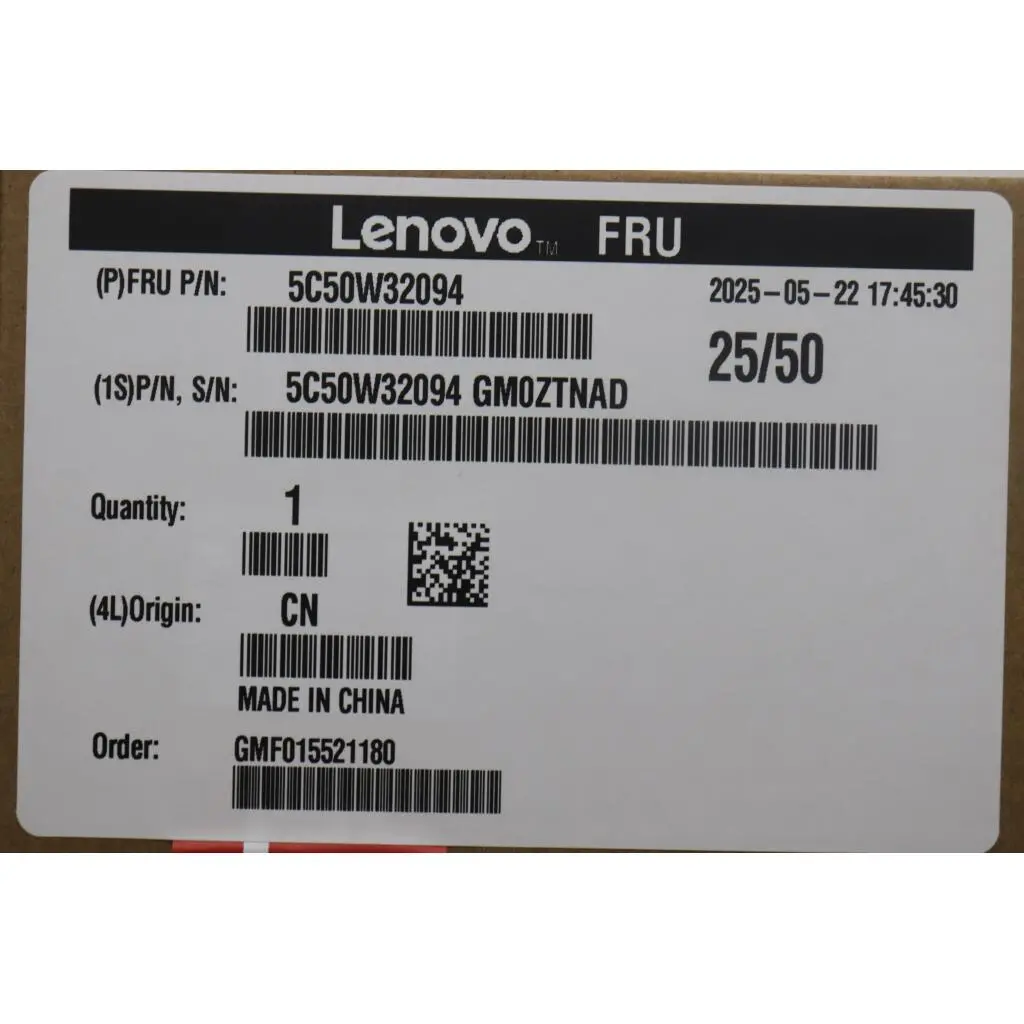 Lenovo™ FRU
(P)FRU P/N: 5C50W32094 2025-05-22 17:45:30
25/50
(1S)P/N, S/N: 5C50W32094 GM0ZTNAD
Quantity: 1
(4L)Origin: CN
MADE IN CHINA
Order: GMF015521180